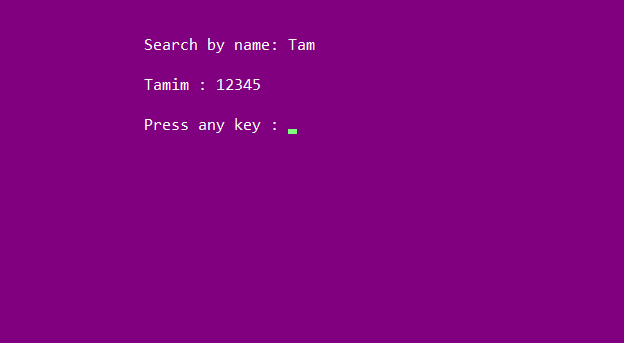 Search by name: Tam
Tamim : 12345
Press any key :